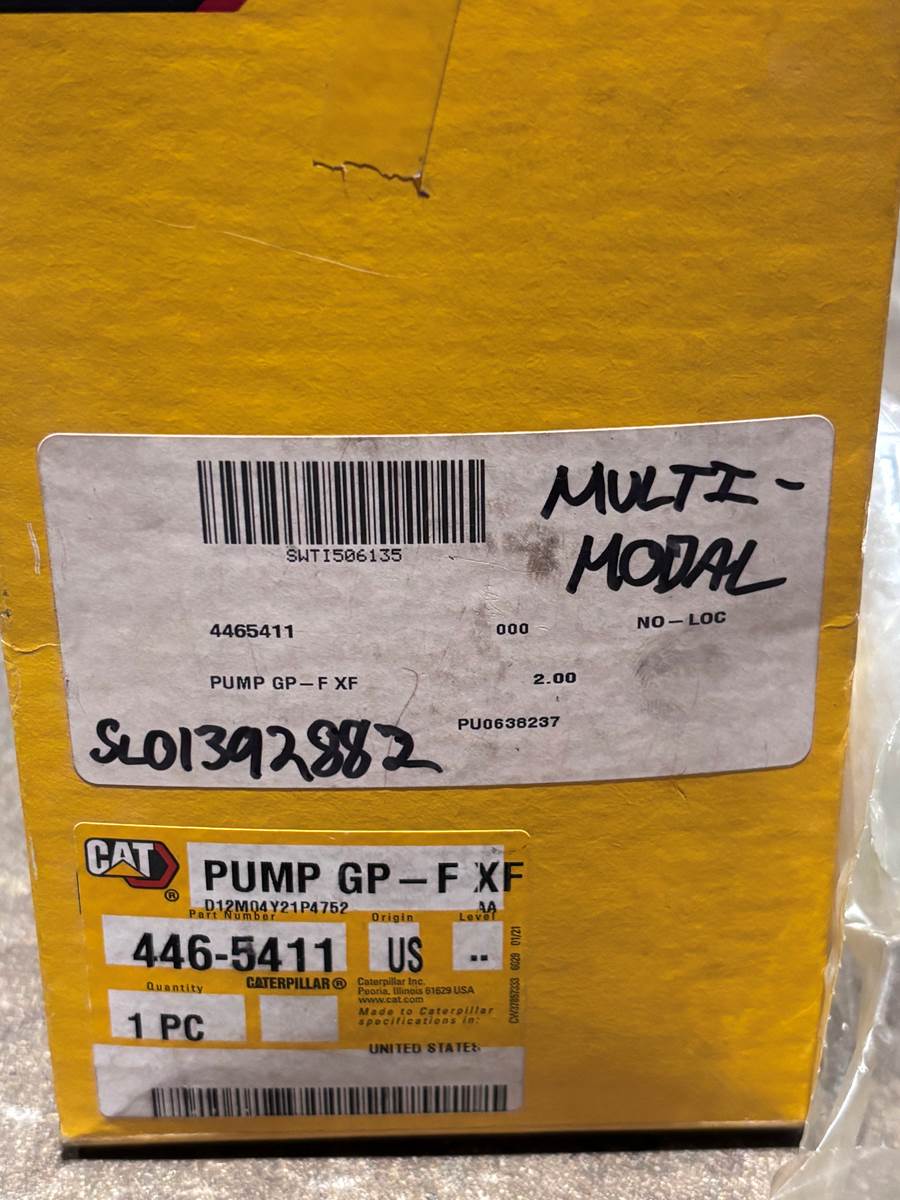 SWTI506135
MULTI-
MODAL
4465411 000 NO-LOC
PUMP GP-F XF 2.00
PU0638237
SL01392882
CAT ®
PUMP GP-F XF
D12M04Y21P4752 AA
Part Number Origin Level
446-5411 US --
Quantity CATERPILLAR®
1 PC
Caterpillar Inc.
Peoria, Illinois 61629 USA
www.cat.com
Made to Caterpillar
specifications in:
UNITED STATES